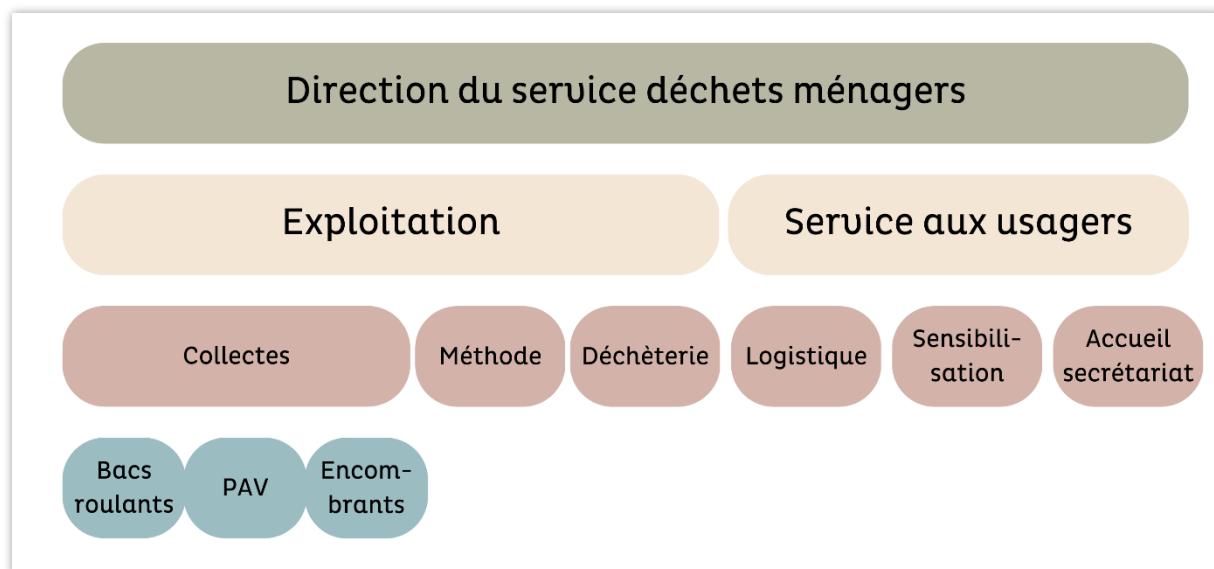 Direction du service déchets ménagers
Exploitation
Service aux usagers
Collectes
Méthode
Déchèterie
Logistique
Sensibili-
sation
Accueil
secrétariat
Bacs
roulants
PAV
Encom-
brants